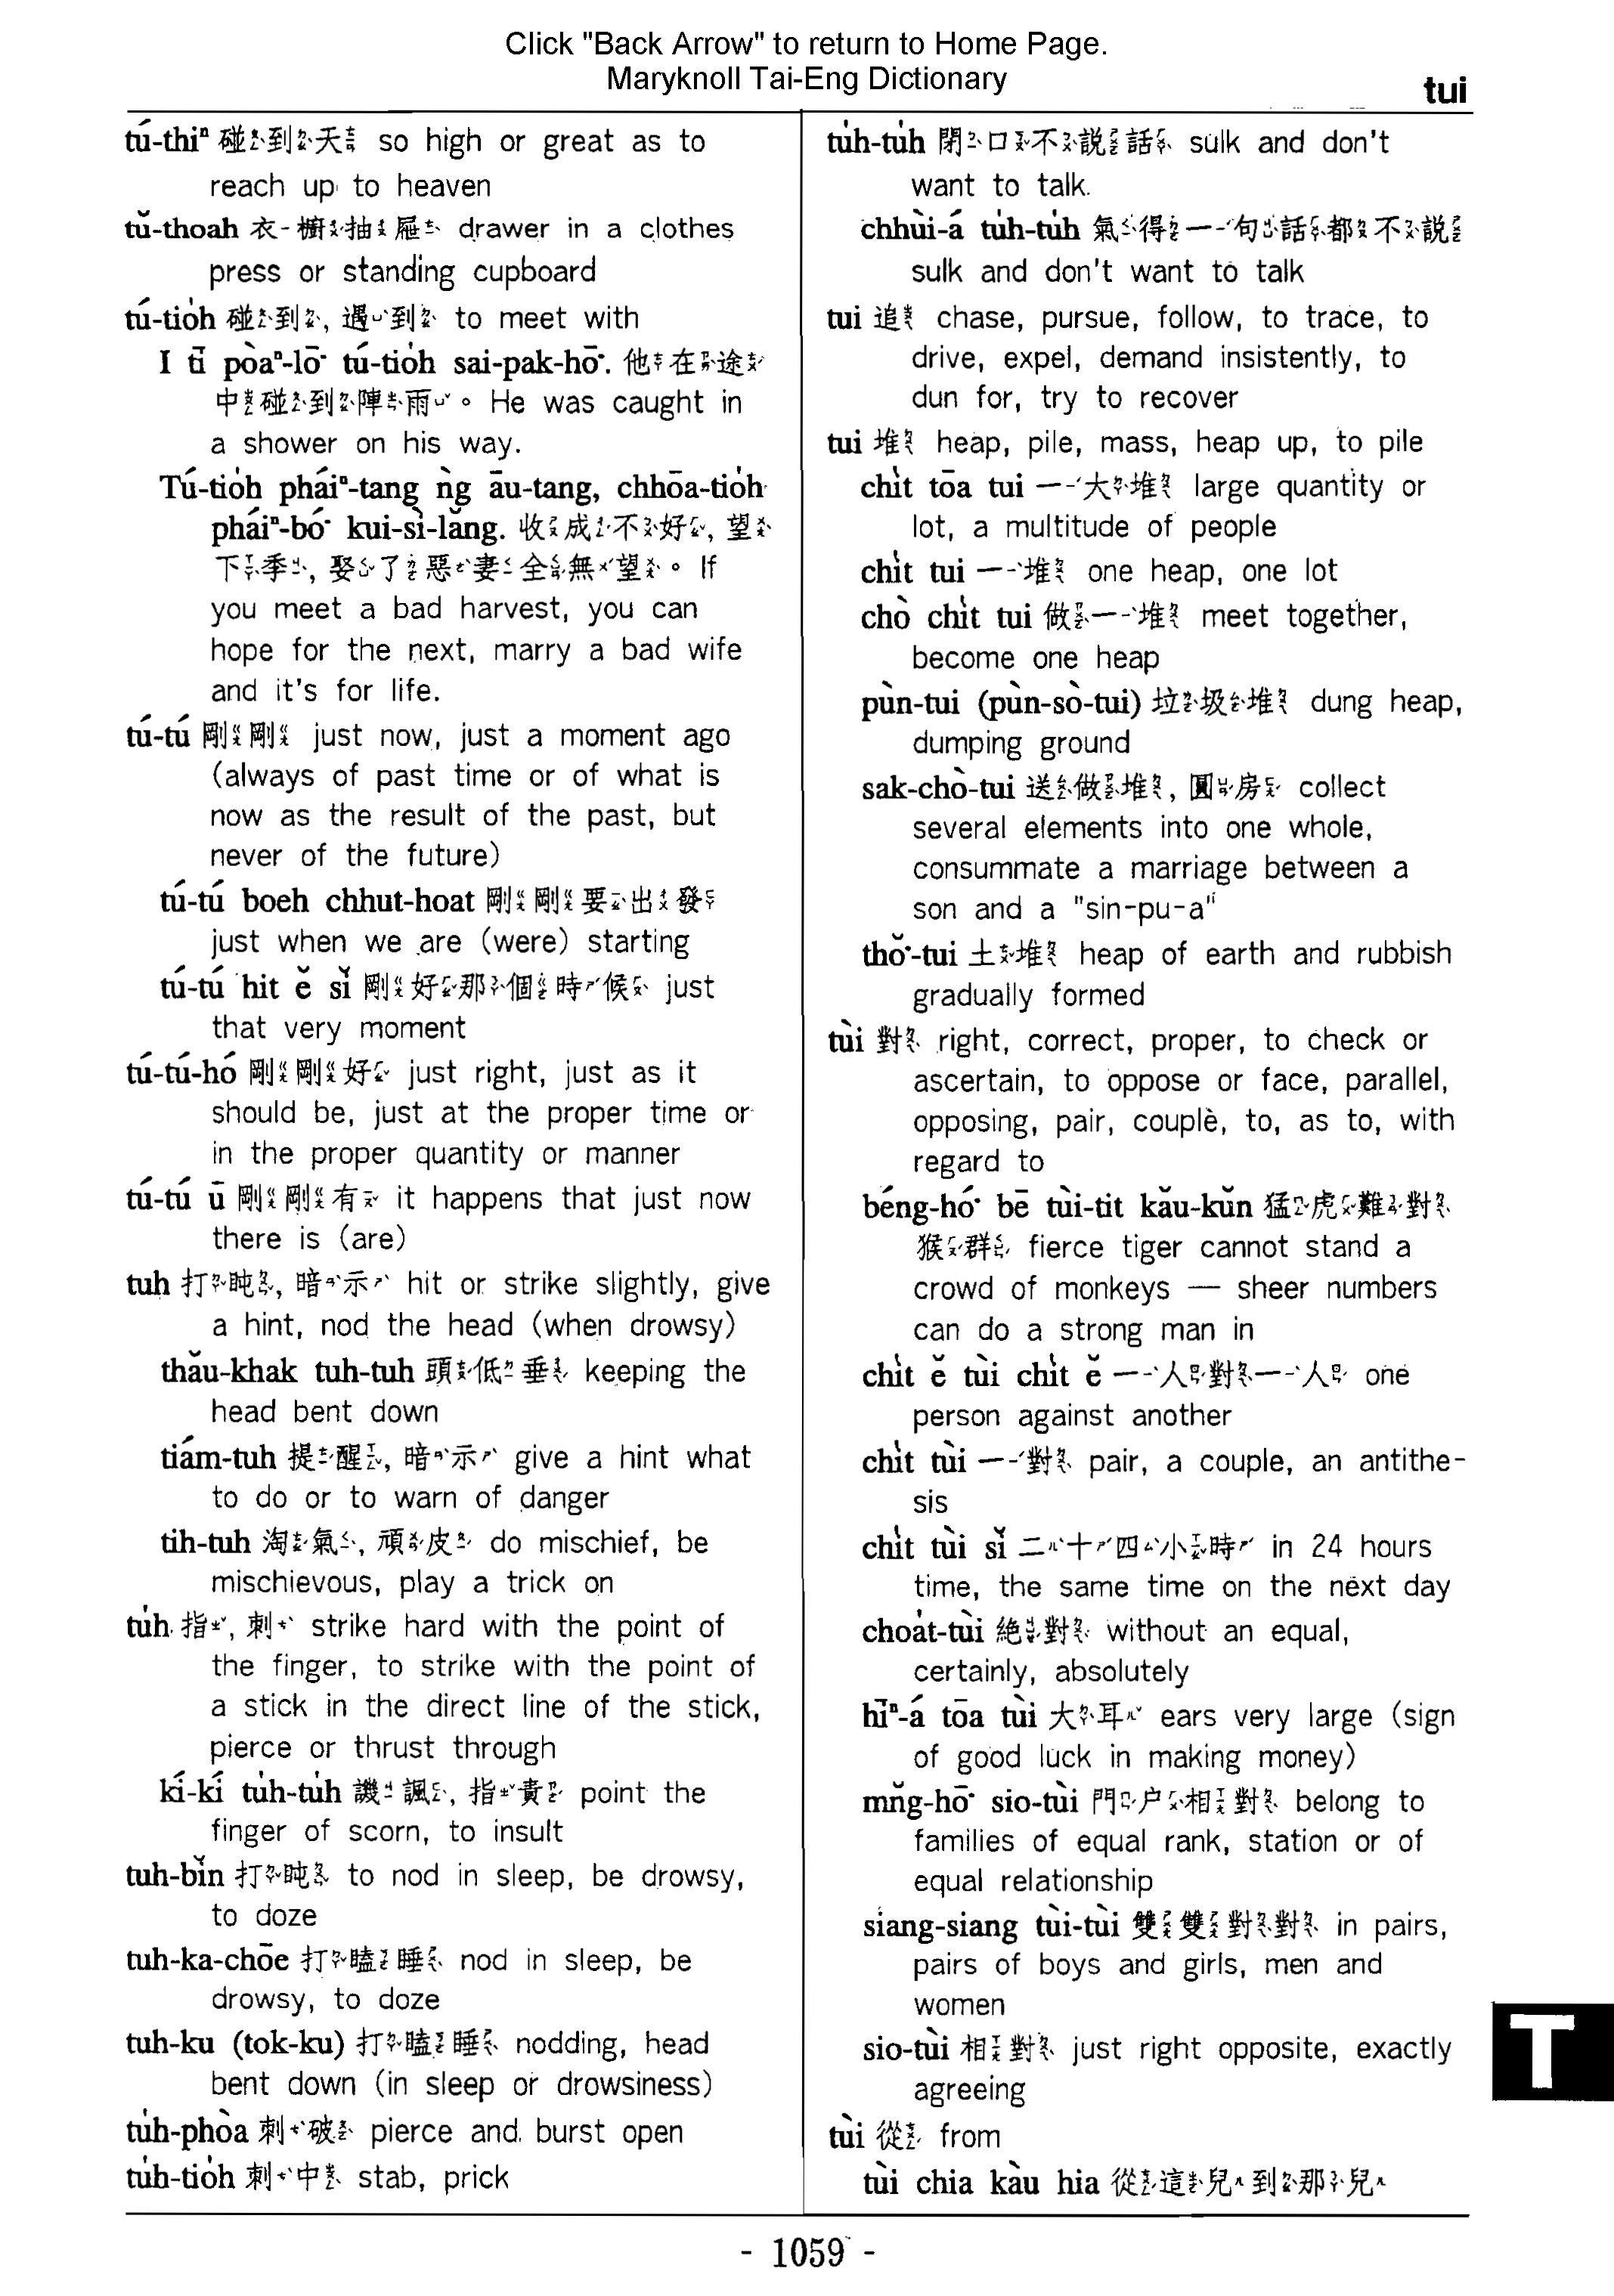 Click "Back Arrow" to return to Home Page.
Maryknoll Tai-Eng Dictionary
tui
tú-thiⁿ 碰到天 so high or great as to
reach up to heaven
tŭ-thoah 衣櫥抽屜 drawer in a clothes
press or standing cupboard
tú-tio̍h 碰到, 遇到 to meet with
I tī pòaⁿ-lō͘ tú-tio̍h sai-pak-hō͘. 他在途
中碰到陣雨。He was caught in
a shower on his way.
Tú-tio̍h pháiⁿ-tang ǹg āu-tang, chhōa-tio̍h
pháiⁿ-bó͘ kui-sì-lăng. 收成不好, 望
下季, 娶了惡妻全無望。If
you meet a bad harvest, you can
hope for the next, marry a bad wife
and it's for life.
tú-tú 剛剛 just now, just a moment ago
(always of past time or of what is
now as the result of the past, but
never of the future)
tú-tú boeh chhut-hoat 剛剛要出發
just when we are (were) starting
tú-tú hit ĕ sĭ 剛好那個時候 just
that very moment
tú-tú-hó 剛剛好 just right, just as it
should be, just at the proper time or
in the proper quantity or manner
tú-tú ū 剛剛有 it happens that just now
there is (are)
tuh 打盹, 暗示 hit or strike slightly, give
a hint, nod the head (when drowsy)
thău-khak tuh-tuh 頭低垂 keeping the
head bent down
tiám-tuh 提醒, 暗示 give a hint what
to do or to warn of danger
tih-tuh 淘氣, 頑皮 do mischief, be
mischievous, play a trick on
tu̍h 指, 刺 strike hard with the point of
the finger, to strike with the point of
a stick in the direct line of the stick,
pierce or thrust through
kí-kí tu̍h-tu̍h 譏諷, 指責 point the
finger of scorn, to insult
tuh-bĭn 打盹 to nod in sleep, be drowsy,
to doze
tuh-ka-chōe 打瞌睡 nod in sleep, be
drowsy, to doze
tuh-ku (tok-ku) 打瞌睡 nodding, head
bent down (in sleep or drowsiness)
tu̍h-phòa 刺破 pierce and burst open
tu̍h-tio̍h 刺中 stab, prick
tu̍h-tu̍h 閉口不說話 sulk and don't
want to talk.
chhùi-á tu̍h-tu̍h 氣得一句話都不說
sulk and don't want to talk
tui 追 chase, pursue, follow, to trace, to
drive, expel, demand insistently, to
dun for, try to recover
tui 堆 heap, pile, mass, heap up, to pile
chi̍t tōa tui 一大堆 large quantity or
lot, a multitude of people
chi̍t tui 一堆 one heap, one lot
chò chi̍t tui 做一堆 meet together,
become one heap
pùn-tui (pùn-sò-tui) 垃圾堆 dung heap,
dumping ground
sak-chò-tui 送做堆, 圓房 collect
several elements into one whole,
consummate a marriage between a
son and a "sin-pu-a"
thŏ͘-tui 土堆 heap of earth and rubbish
gradually formed
tùi 對 right, correct, proper, to check or
ascertain, to oppose or face, parallel,
opposing, pair, couple, to, as to, with
regard to
béng-hó͘ bē tùi-tit kău-kŭn 猛虎難對
猴群 fierce tiger cannot stand a
crowd of monkeys — sheer numbers
can do a strong man in
chi̍t ĕ tùi chi̍t ĕ 一人對一人 one
person against another
chi̍t tùi 一對 pair, a couple, an antithe-
sis
chi̍t tùi sĭ 二十四小時 in 24 hours
time, the same time on the next day
choa̍t-tùi 絶對 without an equal,
certainly, absolutely
hīⁿ-á tōa tùi 大耳 ears very large (sign
of good luck in making money)
mn̆g-hō͘ sio-tùi 門户相對 belong to
families of equal rank, station or of
equal relationship
siang-siang tùi-tùi 雙雙對對 in pairs,
pairs of boys and girls, men and
women
sio-tùi 相對 just right opposite, exactly
agreeing
tùi 從 from
tùi chia kàu hia 從這兒到那兒
T
- 1059 -